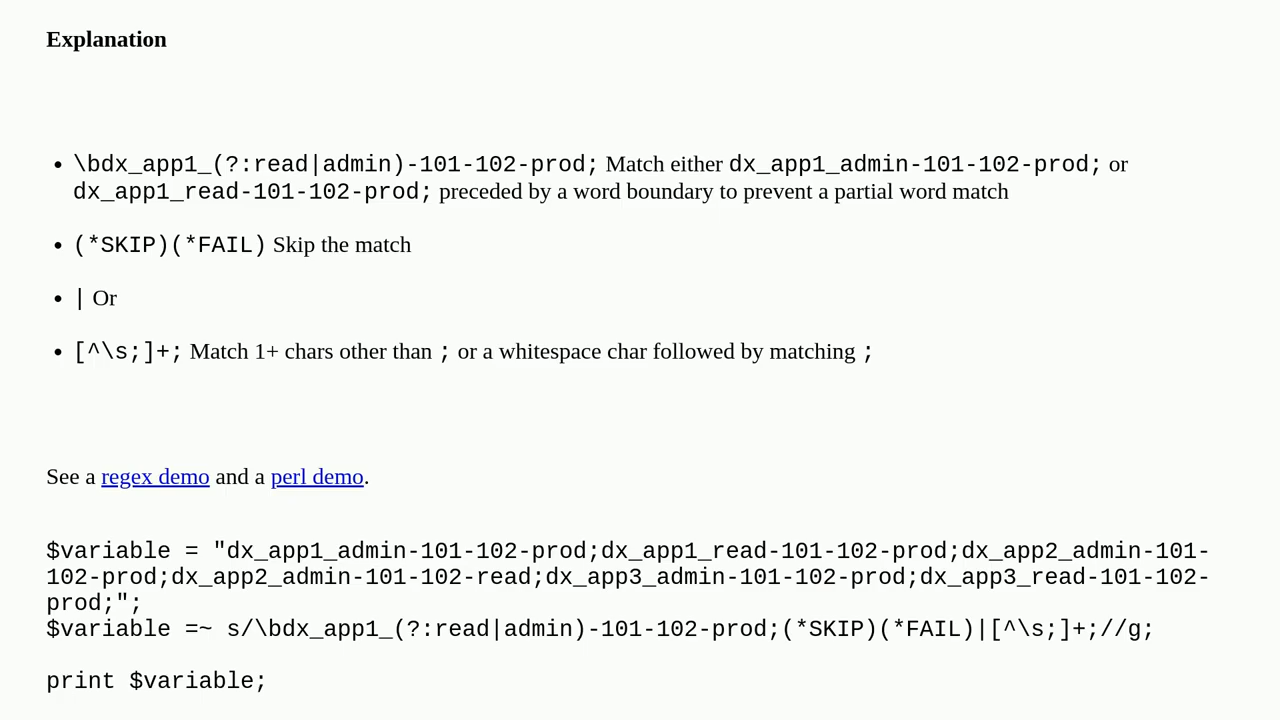 Explanation
• \bdx_app1_(?:read|admin)-101-102-prod; Match either dx_app1_admin-101-102-prod; or
dx_app1_read-101-102-prod; preceded by a word boundary to prevent a partial word match
• (*SKIP)(*FAIL) Skip the match
• | Or
• [^\s;]+; Match 1+ chars other than ; or a whitespace char followed by matching ;
See a regex demo and a perl demo.
$variable = "dx_app1_admin-101-102-prod;dx_app1_read-101-102-prod;dx_app2_admin-101-
102-prod;dx_app2_admin-101-102-read;dx_app3_admin-101-102-prod;dx_app3_read-101-102-
prod;";
$variable =~ s/\bdx_app1_(?:read|admin)-101-102-prod;(*SKIP)(*FAIL)|[^\s;]+;//g;
print $variable;